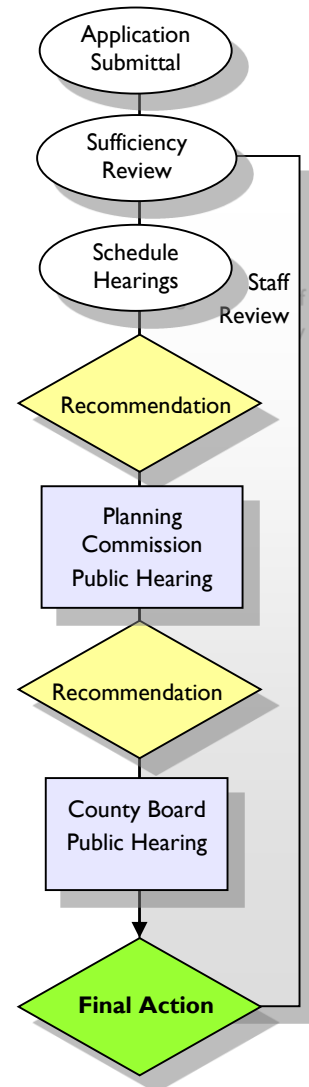 Application
Submittal
Sufficiency
Review
Schedule
Hearings
Staff
Review
Recommendation
Planning
Commission
Public Hearing
Recommendation
County Board
Public Hearing
Final Action